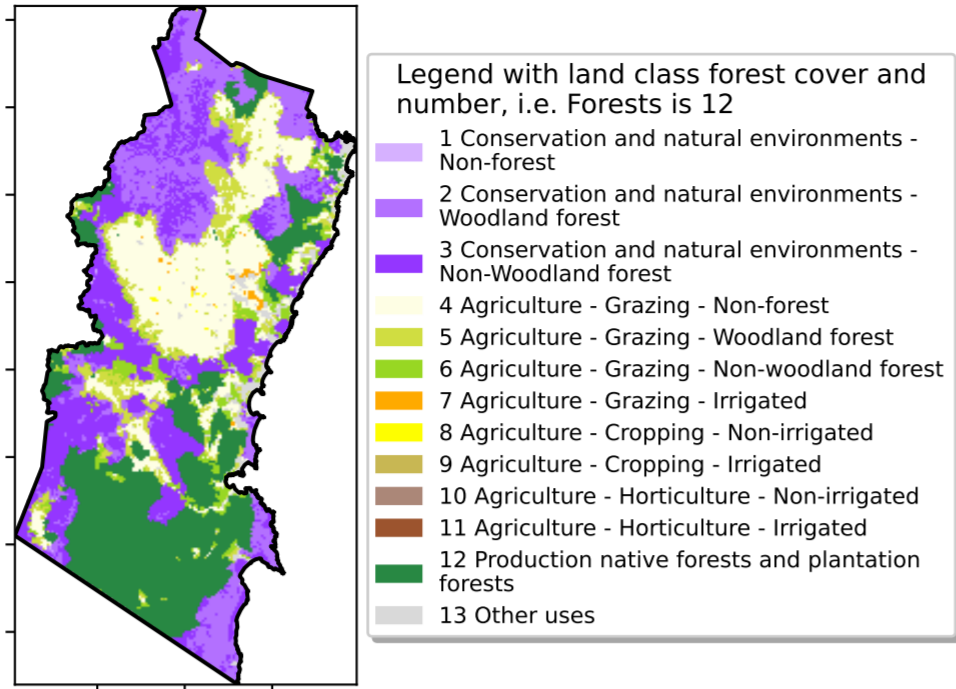 Legend with land class forest cover and
number, i.e. Forests is 12
1 Conservation and natural environments -
Non-forest
2 Conservation and natural environments -
Woodland forest
3 Conservation and natural environments -
Non-Woodland forest
4 Agriculture - Grazing - Non-forest
5 Agriculture - Grazing - Woodland forest
6 Agriculture - Grazing - Non-woodland forest
7 Agriculture - Grazing - Irrigated
8 Agriculture - Cropping - Non-irrigated
9 Agriculture - Cropping - Irrigated
10 Agriculture - Horticulture - Non-irrigated
11 Agriculture - Horticulture - Irrigated
12 Production native forests and plantation
forests
13 Other uses